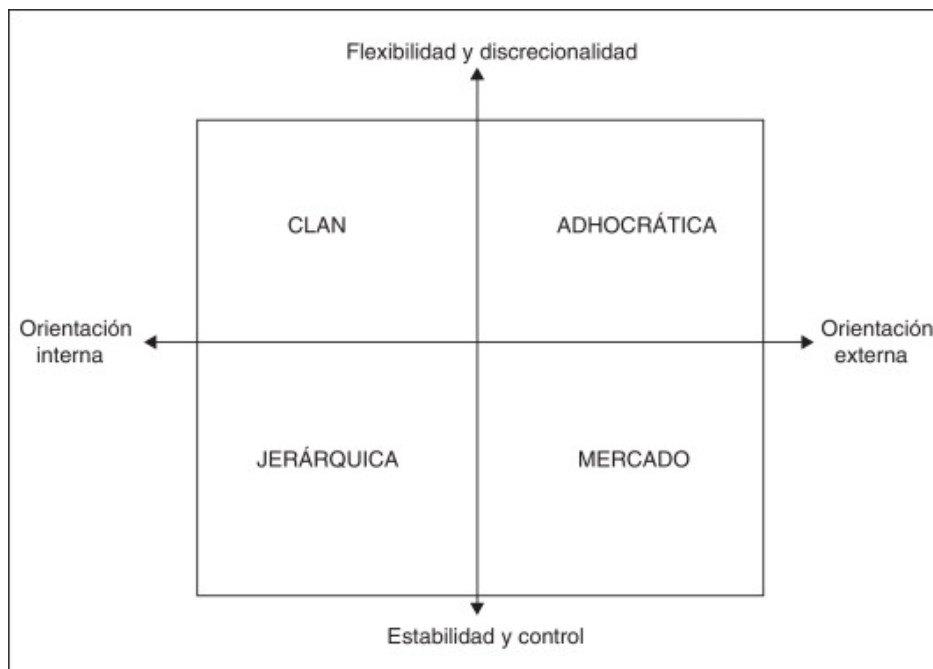 Flexibilidad y discrecionalidad
CLAN
ADHOCRÁTICA
Orientación
interna
Orientación
externa
JERÁRQUICA
MERCADO
Estabilidad y control